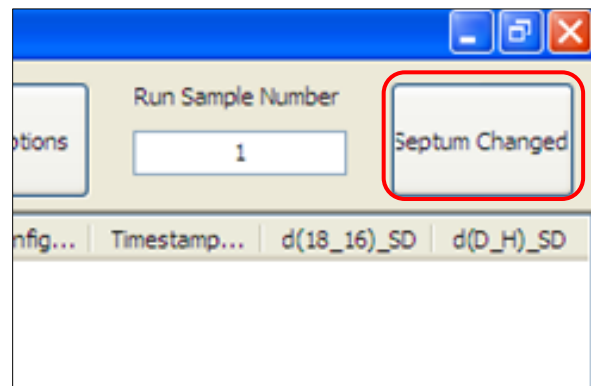 Run Sample Number
ptions
1
Septum Changed
nfig... Timestamp... d(18_16)_SD d(D_H)_SD